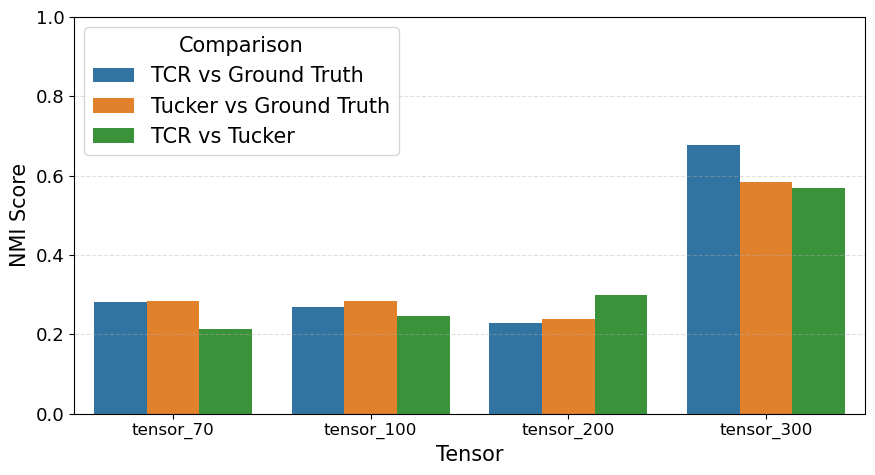 1.0
0.8
0.6
0.4
0.2
0.0
NMI Score
Comparison
TCR vs Ground Truth
Tucker vs Ground Truth
TCR vs Tucker
tensor_70
tensor_100
tensor_200
tensor_300
Tensor